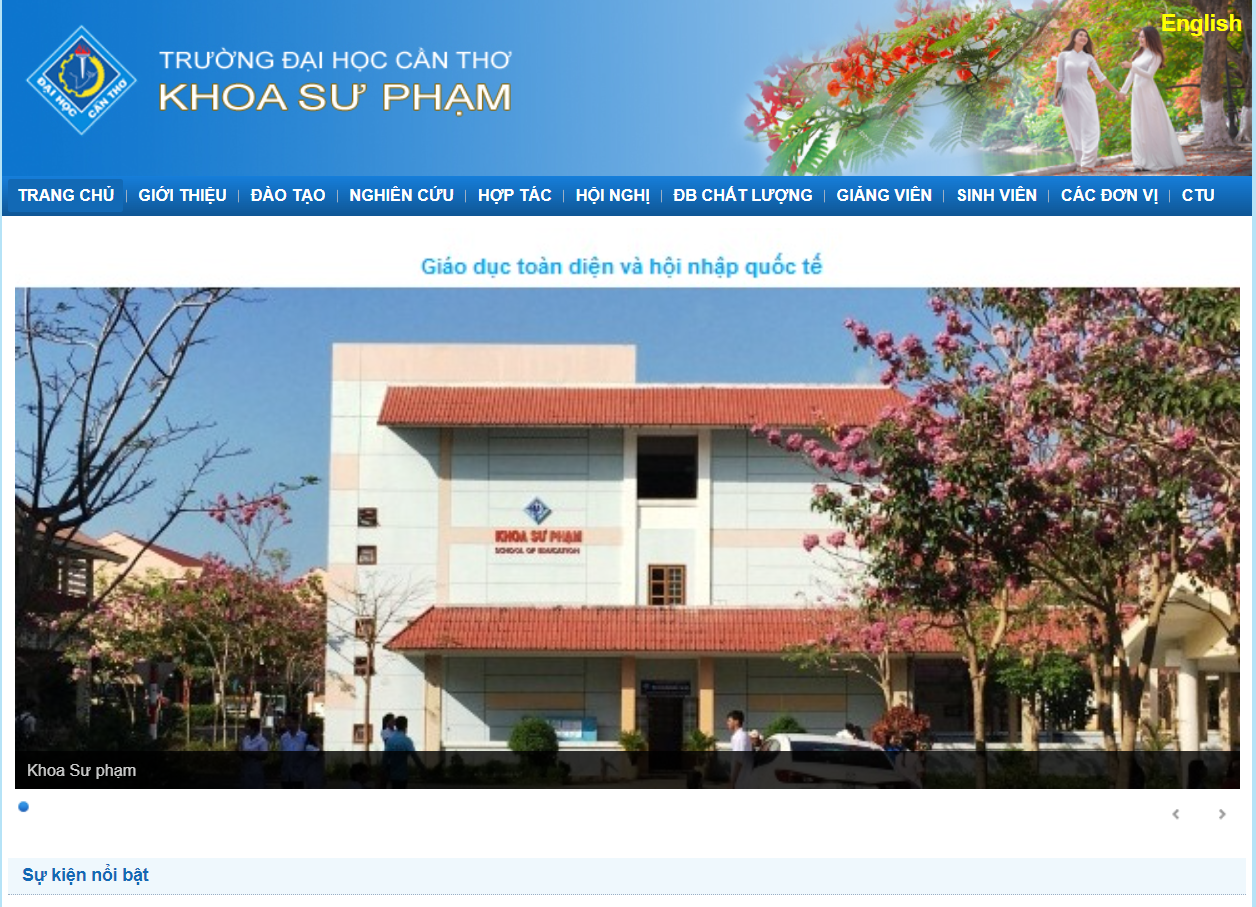 English
ĐẠI HỌC CẦN THƠ
TRƯỜNG ĐẠI HỌC CẦN THƠ
KHOA SƯ PHẠM
TRANG CHỦ GIỚI THIỆU ĐÀO TẠO NGHIÊN CỨU HỢP TÁC HỘI NGHỊ ĐB CHẤT LƯỢNG GIẢNG VIÊN SINH VIÊN CÁC ĐƠN VỊ CTU
Giáo dục toàn diện và hội nhập quốc tế
KHOA SƯ PHẠM
SCHOOL OF EDUCATION
Khoa Sư phạm
Sự kiện nổi bật